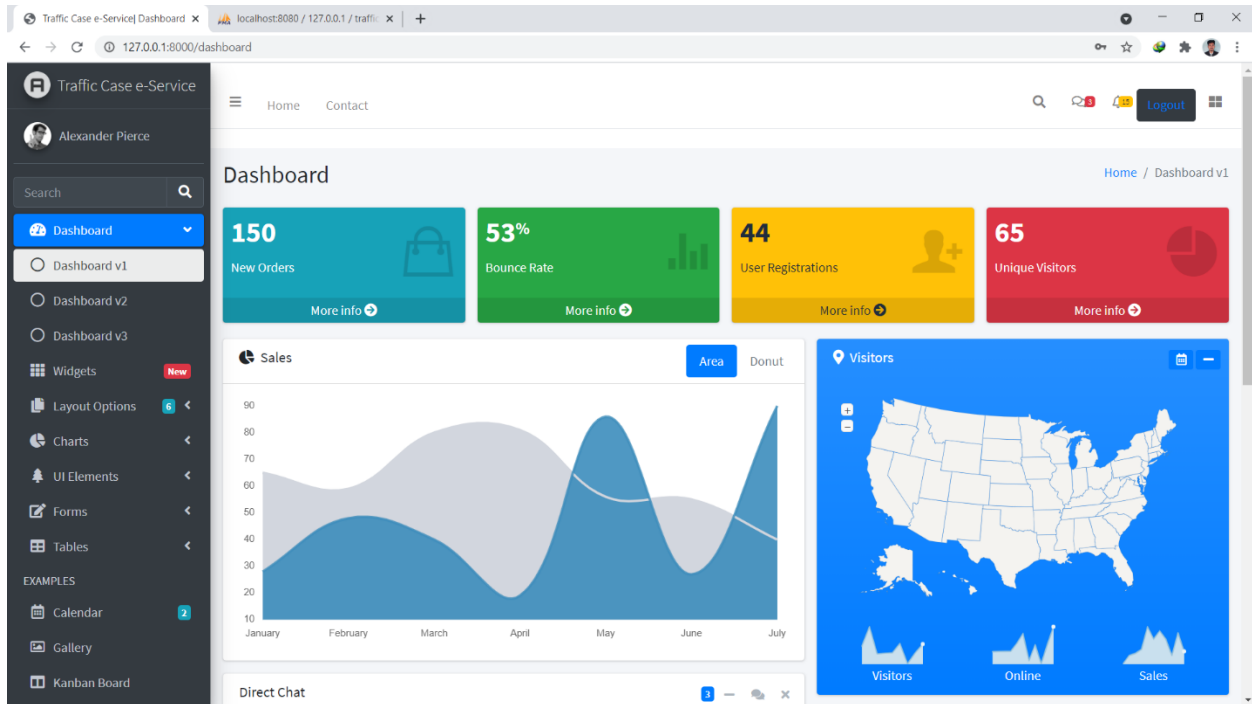 Traffic Case e-Service| Dashboard
localhost:8080 / 127.0.0.1 / traffic
127.0.0.1:8000/dashboard
Traffic Case e-Service
Alexander Pierce
Search
Dashboard
Dashboard v1
Dashboard v2
Dashboard v3
Widgets New
Layout Options 6
Charts
UI Elements
Forms
Tables
EXAMPLES
Calendar 2
Gallery
Kanban Board
Home Contact
3 15 Logout
Dashboard
Home / Dashboard v1
150
New Orders
More info
53%
Bounce Rate
More info
44
User Registrations
More info
65
Unique Visitors
More info
Sales
Area Donut
90
80
70
60
50
40
30
20
10
January February March April May June July
Visitors
+
−
Visitors Online Sales
Direct Chat
3